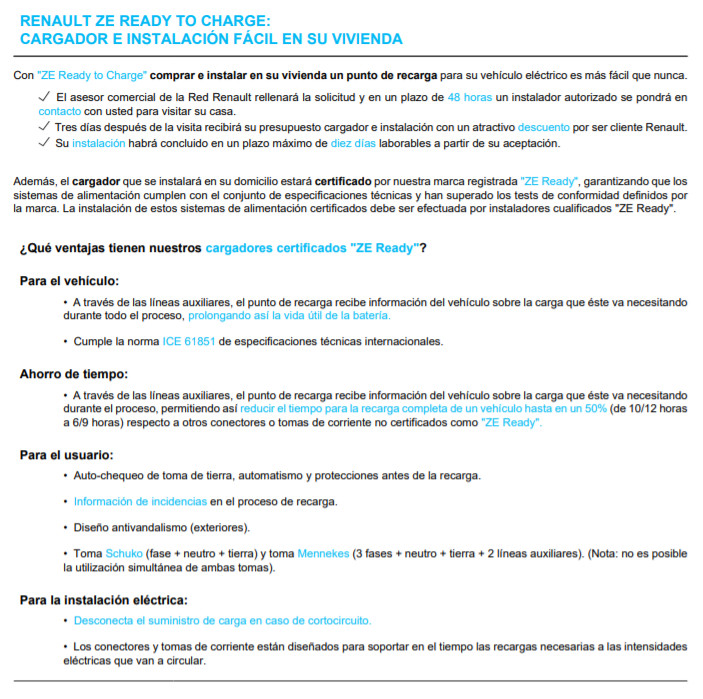 RENAULT ZE READY TO CHARGE:
CARGADOR E INSTALACIÓN FÁCIL EN SU VIVIENDA
Con "ZE Ready to Charge" comprar e instalar en su vivienda un punto de recarga para su vehículo eléctrico es más fácil que nunca.
✓ El asesor comercial de la Red Renault rellenará la solicitud y en un plazo de 48 horas un instalador autorizado se pondrá en
contacto con usted para visitar su casa.
✓ Tres días después de la visita recibirá su presupuesto cargador e instalación con un atractivo descuento por ser cliente Renault.
✓ Su instalación habrá concluido en un plazo máximo de diez días laborables a partir de su aceptación.
Además, el cargador que se instalará en su domicilio estará certificado por nuestra marca registrada "ZE Ready", garantizando que los
sistemas de alimentación cumplen con el conjunto de especificaciones técnicas y han superado los tests de conformidad definidos por
la marca. La instalación de estos sistemas de alimentación certificados debe ser efectuada por instaladores cualificados "ZE Ready".
¿Qué ventajas tienen nuestros cargadores certificados "ZE Ready"?
Para el vehículo:
• A través de las líneas auxiliares, el punto de recarga recibe información del vehículo sobre la carga que éste va necesitando
durante todo el proceso, prolongando así la vida útil de la batería.
• Cumple la norma ICE 61851 de especificaciones técnicas internacionales.
Ahorro de tiempo:
• A través de las líneas auxiliares, el punto de recarga recibe información del vehículo sobre la carga que éste va necesitando
durante el proceso, permitiendo así reducir el tiempo para la recarga completa de un vehículo hasta en un 50% (de 10/12 horas
a 6/9 horas) respecto a otros conectores o tomas de corriente no certificados como "ZE Ready".
Para el usuario:
• Auto-chequeo de toma de tierra, automatismo y protecciones antes de la recarga.
• Información de incidencias en el proceso de recarga.
• Diseño antivandalismo (exteriores).
• Toma Schuko (fase + neutro + tierra) y toma Mennekes (3 fases + neutro + tierra + 2 líneas auxiliares). (Nota: no es posible
la utilización simultánea de ambas tomas).
Para la instalación eléctrica:
• Desconecta el suministro de carga en caso de cortocircuito.
• Los conectores y tomas de corriente están diseñados para soportar en el tiempo las recargas necesarias a las intensidades
eléctricas que van a circular.